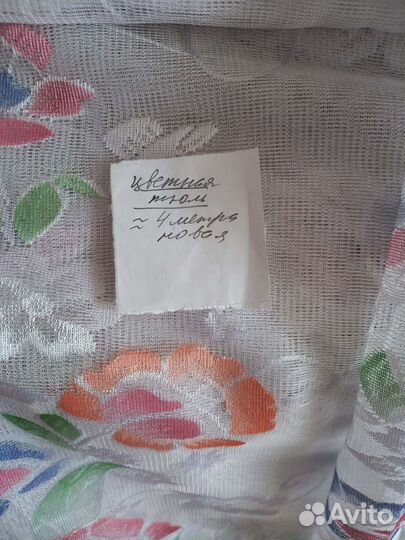 цветная
тюль
≈ 4 метра
новая
Avito